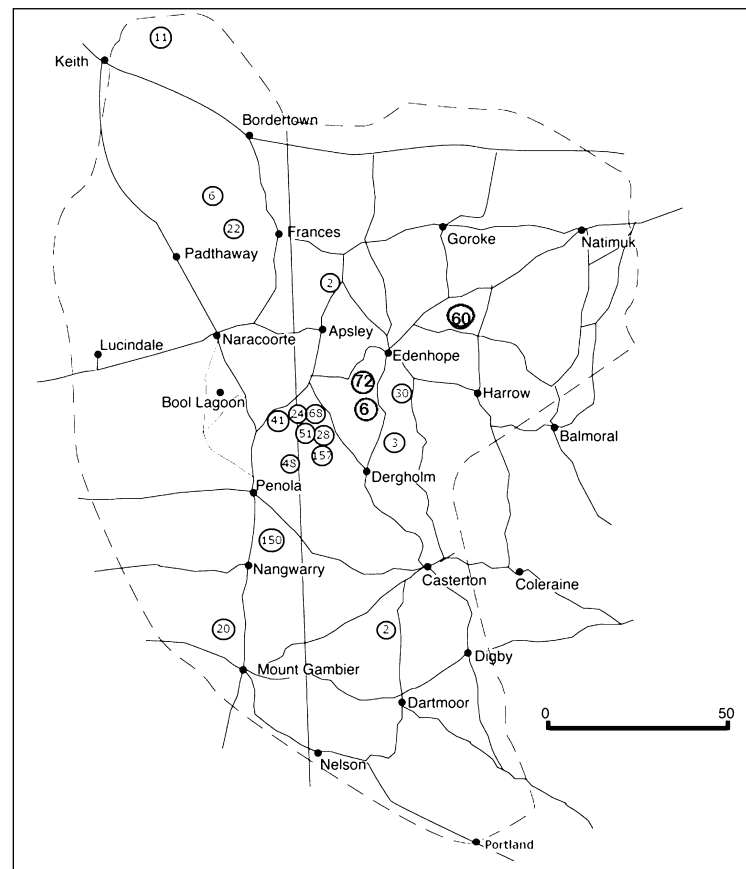 11
Keith
Bordertown
6
22
Frances
Goroke
Natimuk
Padthaway
2
60
Apsley
Naracoorte
Lucindale
Edenhope
72
30
Harrow
Bool Lagoon
6
24
68
41
51
28
Balmoral
3
157
48
Dergholm
Penola
150
Nangwarry
Casterton
Coleraine
20
2
Digby
Mount Gambier
Dartmoor
0 50
Nelson
Portland